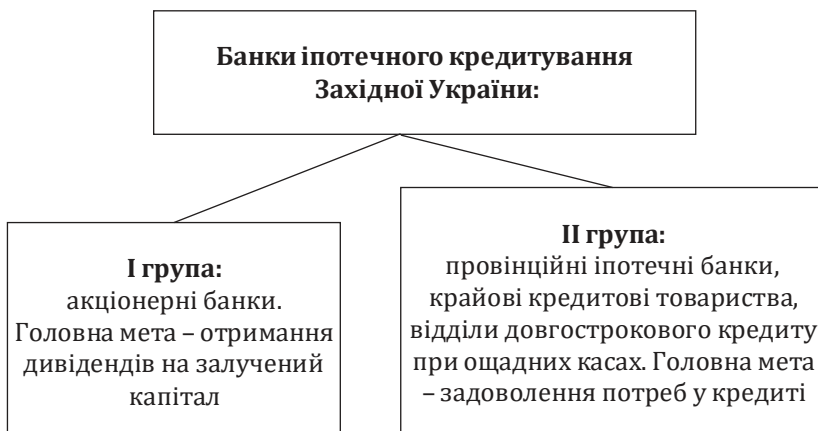 Банки іпотечного кредитування
Західної України:
І група:
акціонерні банки.
Головна мета – отримання
дивідендів на залучений
капітал
ІІ група:
провінційні іпотечні банки,
крайові кредитові товариства,
відділи довгострокового кредиту
при ощадних касах. Головна мета
– задоволення потреб у кредиті